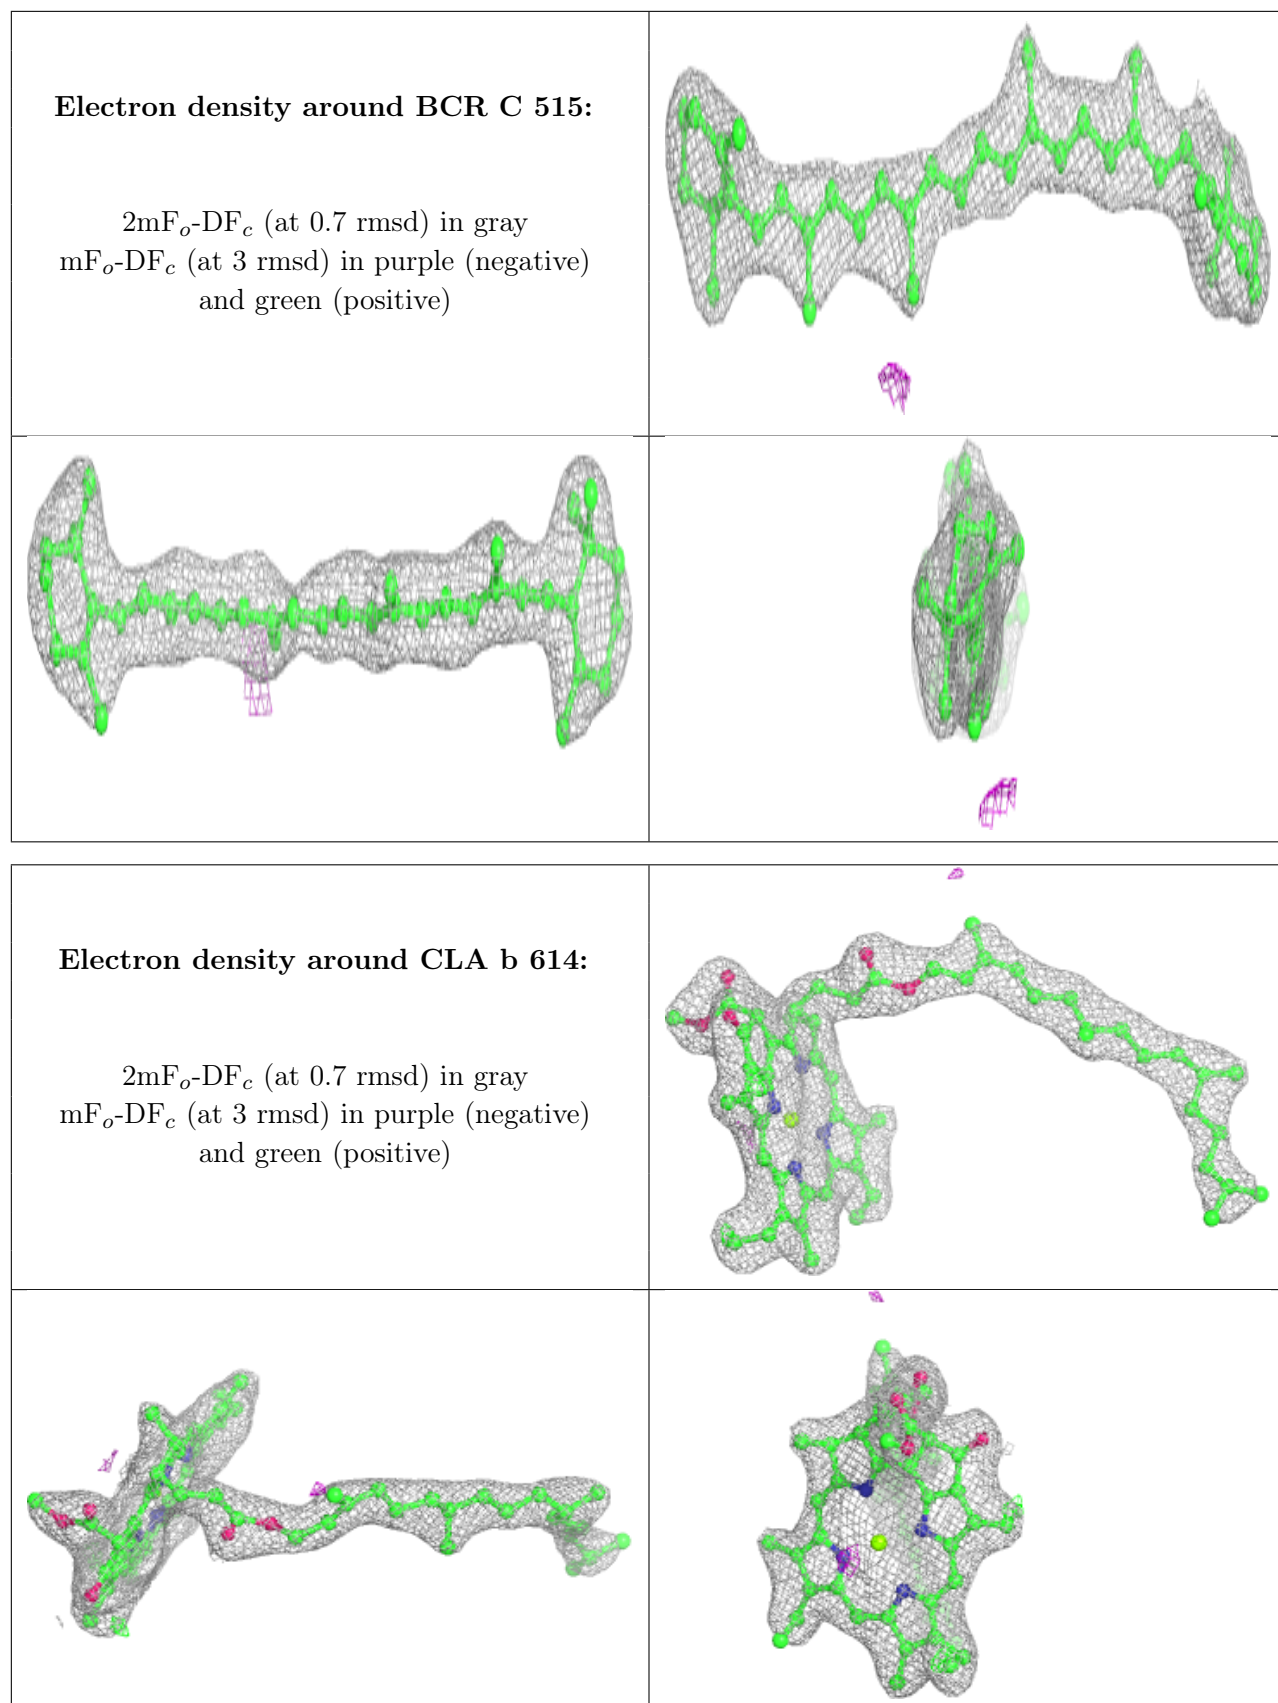 Electron density around BCR C 515:
2mFₒ-DF𝒸 (at 0.7 rmsd) in gray
mFₒ-DF𝒸 (at 3 rmsd) in purple (negative)
and green (positive)
Electron density around CLA b 614:
2mFₒ-DF𝒸 (at 0.7 rmsd) in gray
mFₒ-DF𝒸 (at 3 rmsd) in purple (negative)
and green (positive)